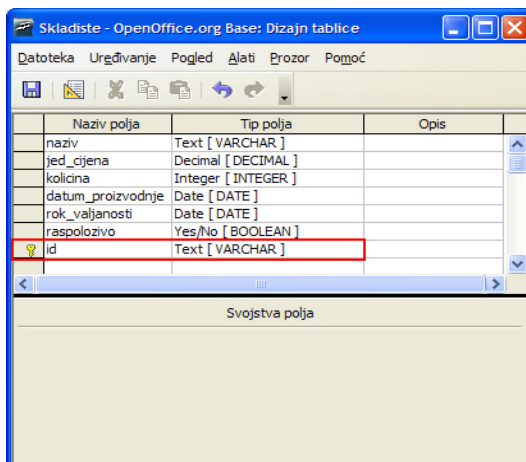 Skladiste - OpenOffice.org Base: Dizajn tablice
Datoteka Uređivanje Pogled Alati Prozor Pomoć
Naziv polja Tip polja Opis
naziv Text [ VARCHAR ]
jed_cijena Decimal [ DECIMAL ]
kolicina Integer [ INTEGER ]
datum_proizvodnje Date [ DATE ]
rok_valjanosti Date [ DATE ]
raspolozivo Yes/No [ BOOLEAN ]
id Text [ VARCHAR ]
Svojstva polja